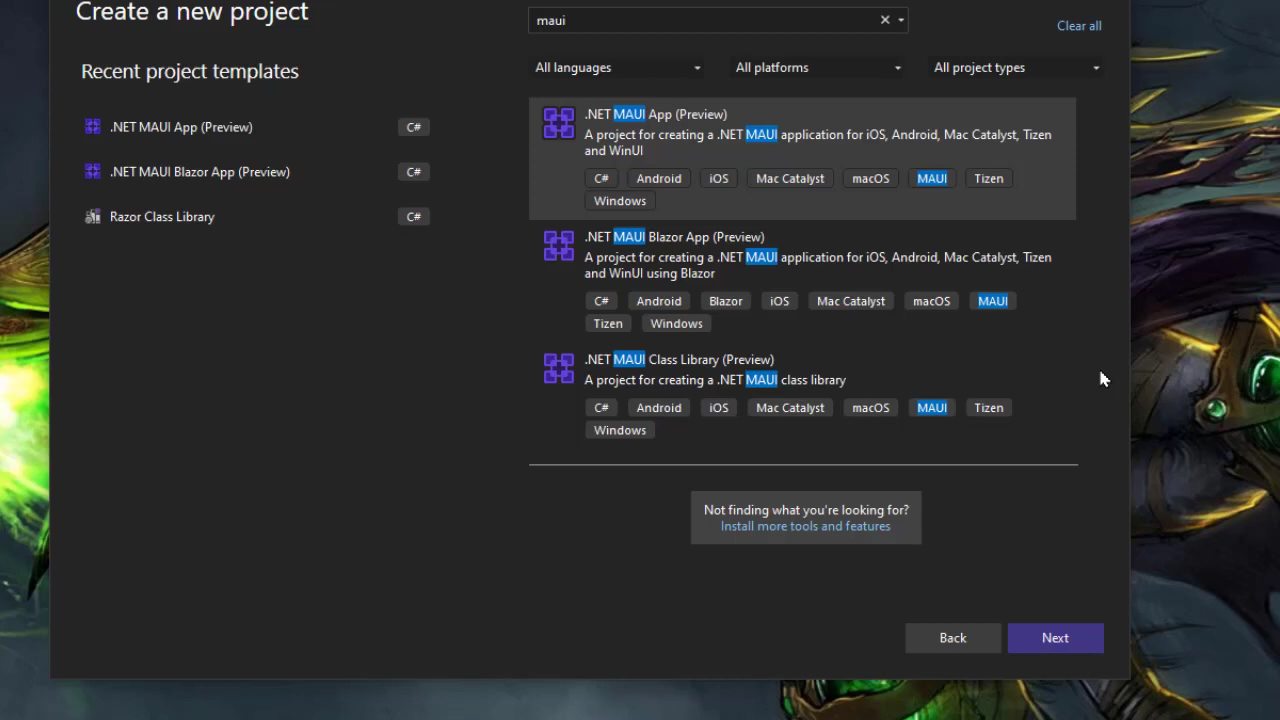 Create a new project
Recent project templates
.NET MAUI App (Preview) C#
.NET MAUI Blazor App (Preview) C#
Razor Class Library C#
maui
Clear all
All languages All platforms All project types
.NET MAUI App (Preview)
A project for creating a .NET MAUI application for iOS, Android, Mac Catalyst, Tizen
and WinUI
C# Android iOS Mac Catalyst macOS MAUI Tizen
Windows
.NET MAUI Blazor App (Preview)
A project for creating a .NET MAUI application for iOS, Android, Mac Catalyst, Tizen
and WinUI using Blazor
C# Android Blazor iOS Mac Catalyst macOS MAUI
Tizen Windows
.NET MAUI Class Library (Preview)
A project for creating a .NET MAUI class library
C# Android iOS Mac Catalyst macOS MAUI Tizen
Windows
Not finding what you're looking for?
Install more tools and features
Back Next